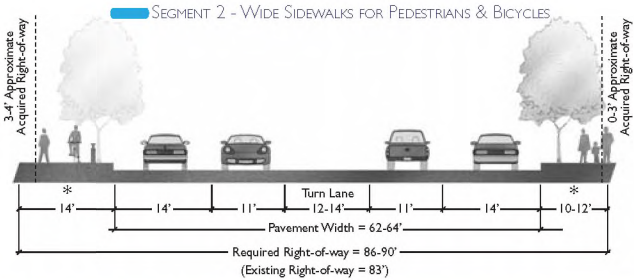 SEGMENT 2 - WIDE SIDEWALKS FOR PEDESTRIANS & BICYCLES
3-4' Approximate
Acquired Right-of-way
0-3' Approximate
Acquired Right-of-way
* Turn Lane *
14' 14' 11' 12-14' 11' 14' 10-12'
Pavement Width = 62-64'
Required Right-of-way = 86-90'
(Existing Right-of-way = 83')